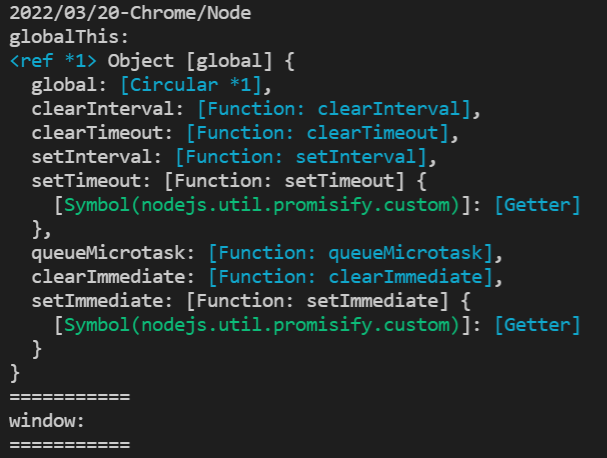 2022/03/20-Chrome/Node
globalThis:
<ref *1> Object [global] {
  global: [Circular *1],
  clearInterval: [Function: clearInterval],
  clearTimeout: [Function: clearTimeout],
  setInterval: [Function: setInterval],
  setTimeout: [Function: setTimeout] {
    [Symbol(nodejs.util.promisify.custom)]: [Getter]
  },
  queueMicrotask: [Function: queueMicrotask],
  clearImmediate: [Function: clearImmediate],
  setImmediate: [Function: setImmediate] {
    [Symbol(nodejs.util.promisify.custom)]: [Getter]
  }
}
===========
window:
===========